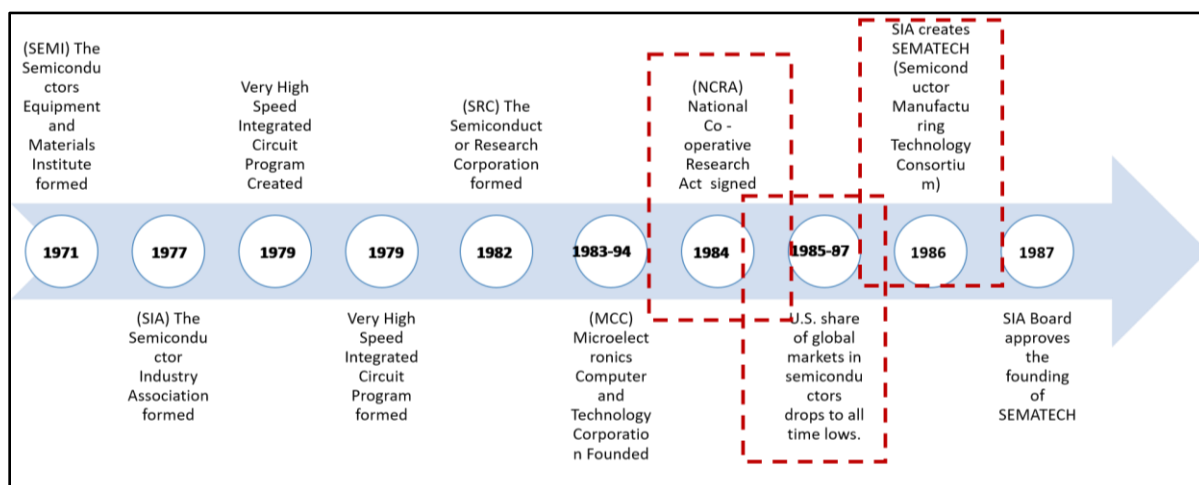 (SEMI) The
Semicondu
ctors
Equipment
and
Materials
Institute
formed
Very High
Speed
Integrated
Circuit
Program
Created
(SRC) The
Semiconduct
or Research
Corporation
formed
(NCRA)
National
Co -
operative
Research
Act signed
SIA creates
SEMATECH
(Semicond
uctor
Manufactu
ring
Technology
Consortiu
m)
1971
1977
1979
1979
1982
1983-94
1984
1985-87
1986
1987
(SIA) The
Semicondu
ctor
Industry
Association
formed
Very High
Speed
Integrated
Circuit
Program
formed
(MCC)
Microelect
ronics
Computer
and
Technology
Corporatio
n Founded
U.S. share
of global
markets in
semicondu
ctors
drops to all
time lows.
SIA Board
approves
the
founding
of
SEMATECH